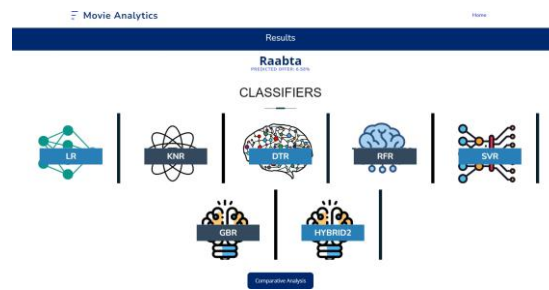 Movie Analytics
Home
Results
Raabta
CLASSIFIERS
LR
KNR
DTR
RFR
SVR
GBR
HYBRID2
Comparative Analysis